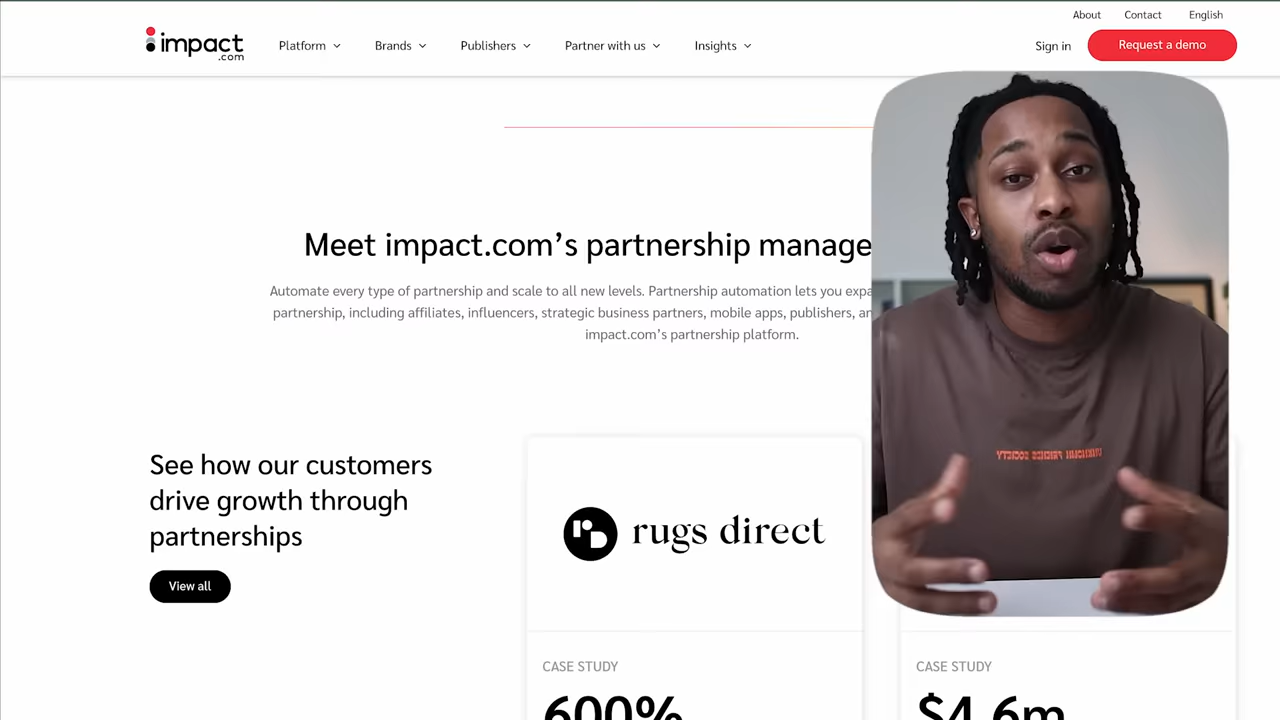 About Contact English
impact
.com
Platform Brands Publishers Partner with us Insights Sign in Request a demo
Meet impact.com’s partnership manage
Automate every type of partnership and scale to all new levels. Partnership automation lets you expa
partnership, including affiliates, influencers, strategic business partners, mobile apps, publishers, an
impact.com’s partnership platform.
See how our customers
drive growth through
partnerships
View all
rugs direct
CASE STUDY
600%
CASE STUDY
$4.6m